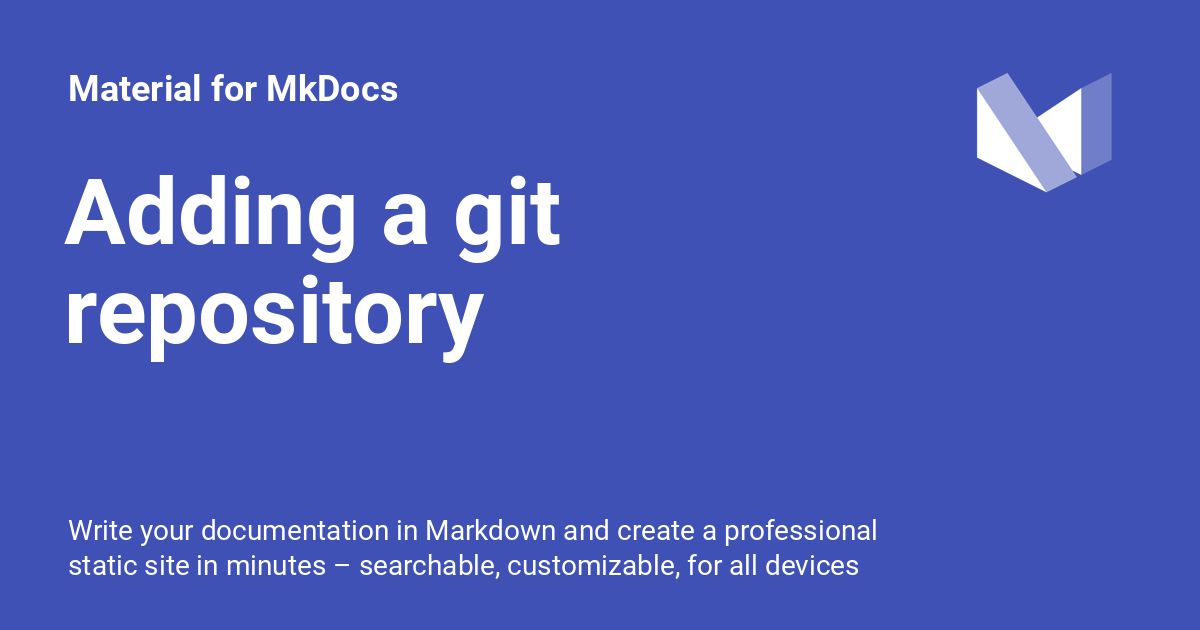 Material for MkDocs
Adding a git
repository
Write your documentation in Markdown and create a professional
static site in minutes – searchable, customizable, for all devices